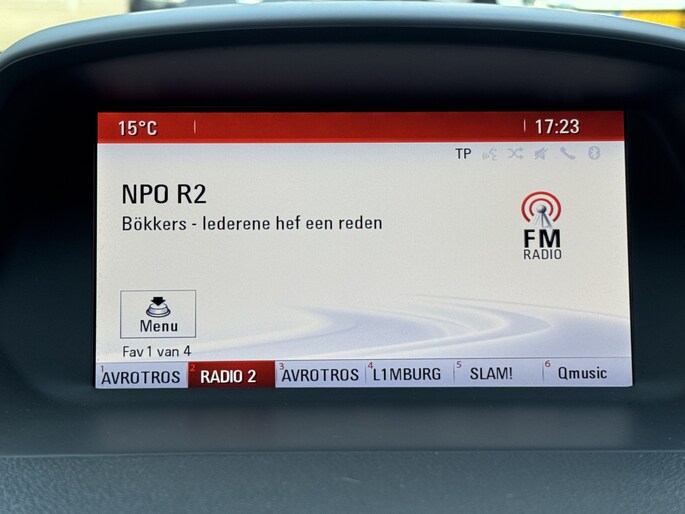 15°C 17:23
TP
NPO R2
Bökkers - Iederene hef een reden
FM
RADIO
Menu
Fav 1 van 4
1 AVROTROS 2 RADIO 2 3 AVROTROS 4 L1MBURG 5 SLAM! 6 Qmusic